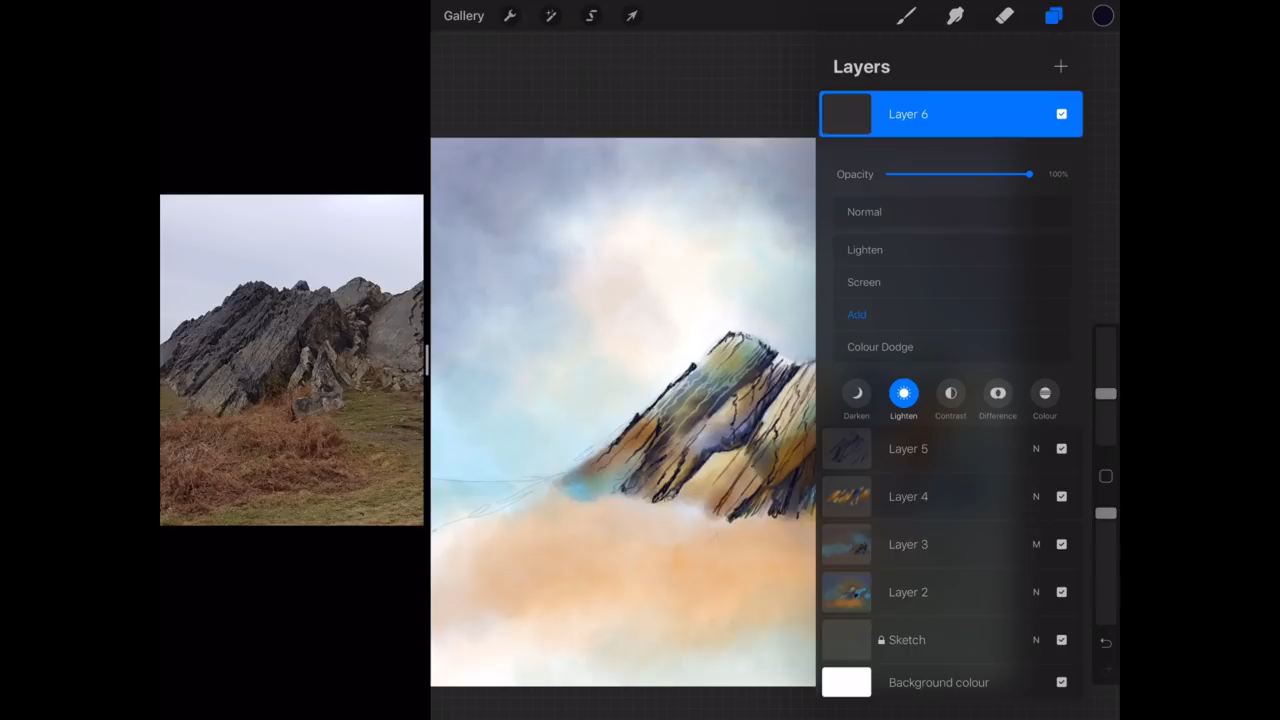 Gallery
Layers
Layer 6
Opacity 100%
Normal
Lighten
Screen
Add
Colour Dodge
Darken Lighten Contrast Difference Colour
Layer 5 N
Layer 4 N
Layer 3 M
Layer 2 N
Sketch N
Background colour